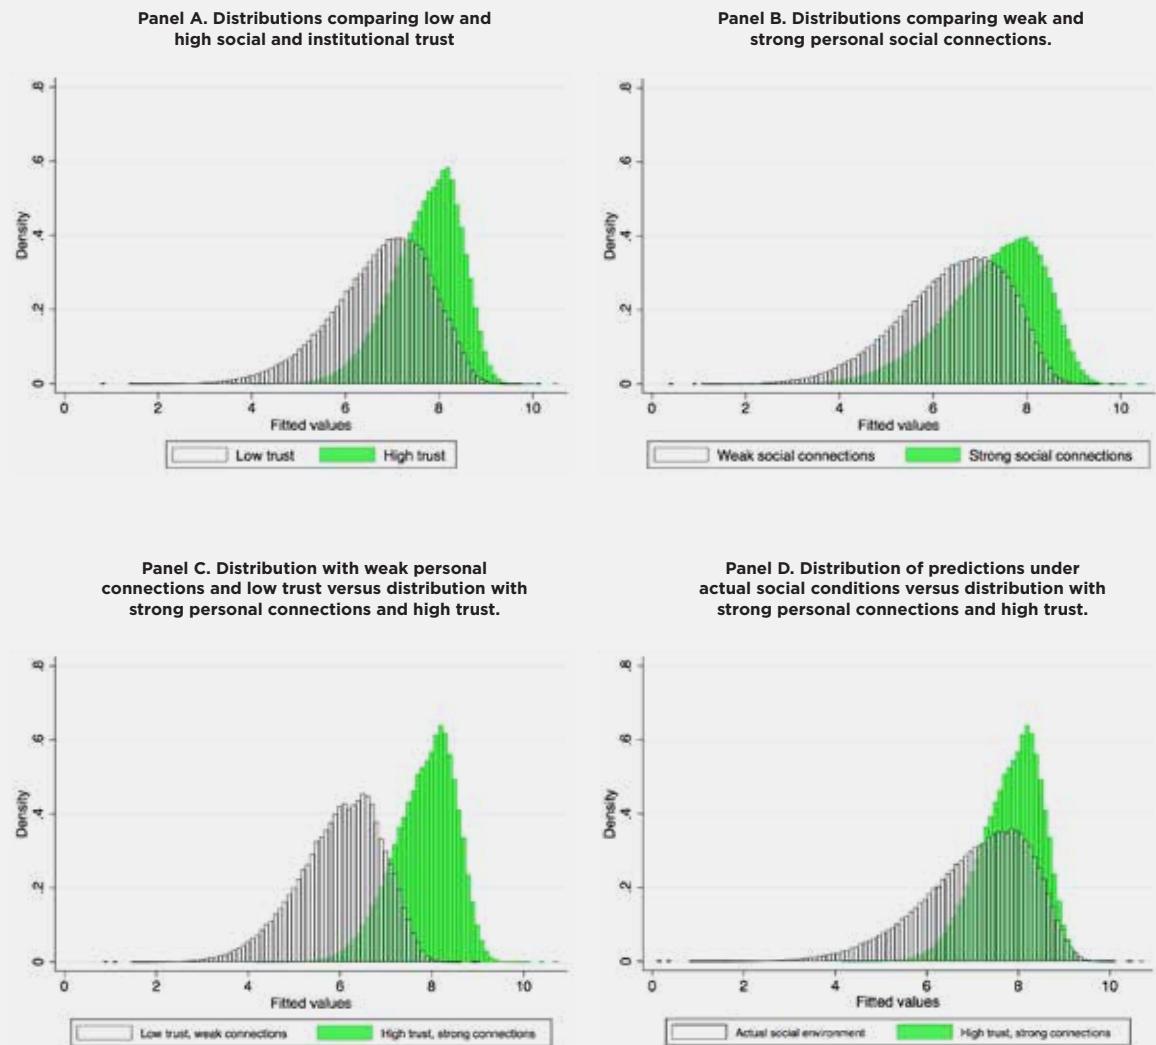 Panel A. Distributions comparing low and
high social and institutional trust
.8
.6
.4
.2
0
Density
0 2 4 6 8 10
Fitted values
Low trust High trust
Panel B. Distributions comparing weak and
strong personal social connections.
.8
.6
.4
.2
0
Density
0 2 4 6 8 10
Fitted values
Weak social connections Strong social connections
Panel C. Distribution with weak personal
connections and low trust versus distribution with
strong personal connections and high trust.
.8
.6
.4
.2
0
Density
0 2 4 6 8 10
Fitted values
Low trust, weak connections High trust, strong connections
Panel D. Distribution of predictions under
actual social conditions versus distribution with
strong personal connections and high trust.
.8
.6
.4
.2
0
Density
0 2 4 6 8 10
Fitted values
Actual social environment High trust, strong connections